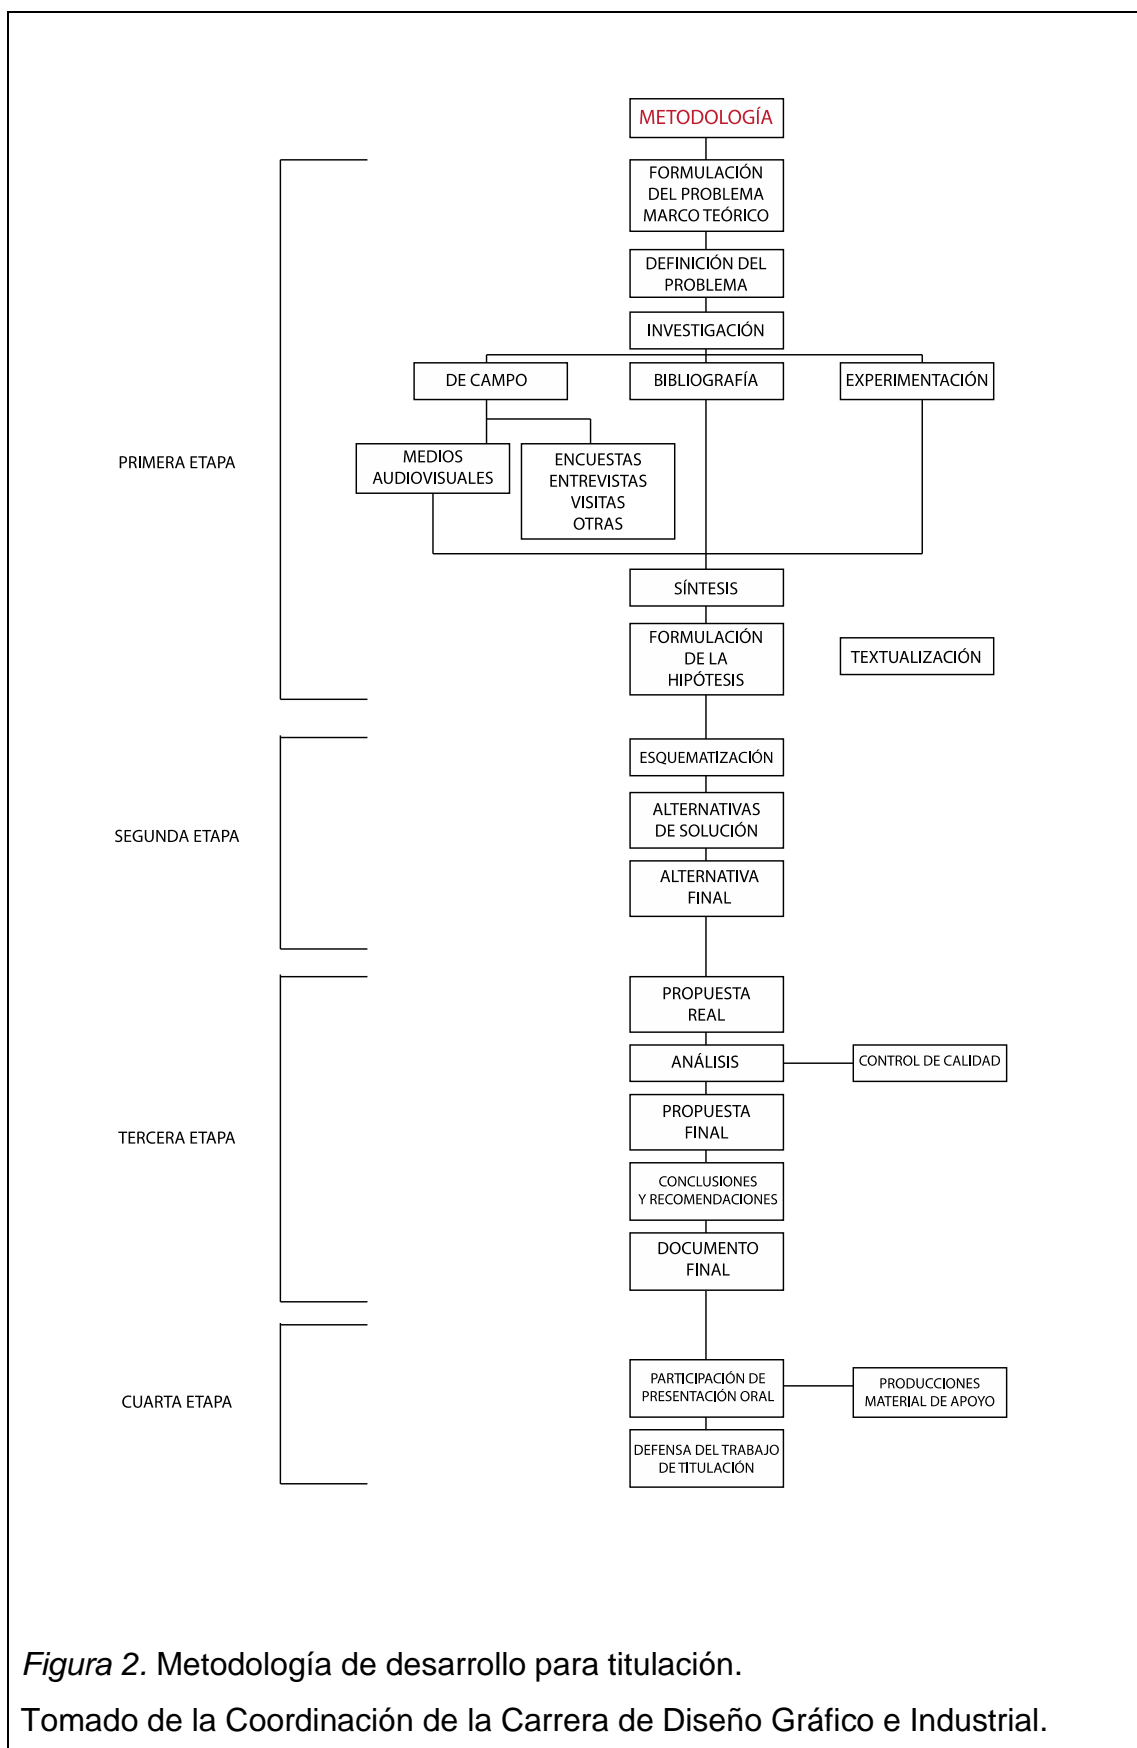 METODOLOGÍA
FORMULACIÓN
DEL PROBLEMA
MARCO TEÓRICO
DEFINICIÓN DEL
PROBLEMA
INVESTIGACIÓN
DE CAMPO
BIBLIOGRAFÍA
EXPERIMENTACIÓN
MEDIOS
AUDIOVISUALES
ENCUESTAS
ENTREVISTAS
VISITAS
OTRAS
PRIMERA ETAPA
SÍNTESIS
FORMULACIÓN
DE LA
HIPÓTESIS
TEXTUALIZACIÓN
ESQUEMATIZACIÓN
ALTERNATIVAS
DE SOLUCIÓN
SEGUNDA ETAPA
ALTERNATIVA
FINAL
PROPUESTA
REAL
ANÁLISIS
CONTROL DE CALIDAD
PROPUESTA
FINAL
TERCERA ETAPA
CONCLUSIONES
Y RECOMENDACIONES
DOCUMENTO
FINAL
PARTICIPACIÓN DE
PRESENTACIÓN ORAL
PRODUCCIONES
MATERIAL DE APOYO
CUARTA ETAPA
DEFENSA DEL TRABAJO
DE TITULACIÓN
Figura 2. Metodología de desarrollo para titulación.
Tomado de la Coordinación de la Carrera de Diseño Gráfico e Industrial.